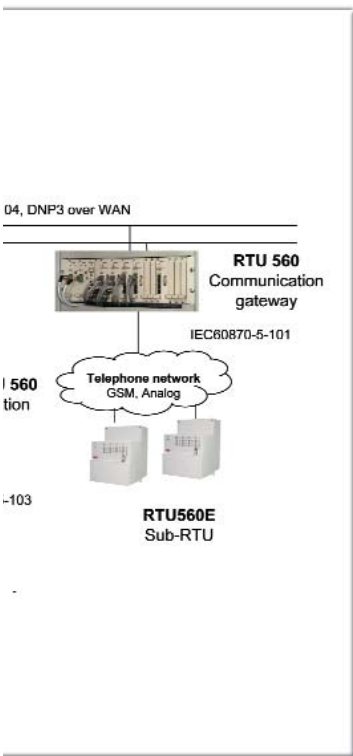 04, DNP3 over WAN
RTU 560
Communication
gateway
IEC60870-5-101
560
tion
Telephone network
GSM, Analog
-103
RTU560E
Sub-RTU
-